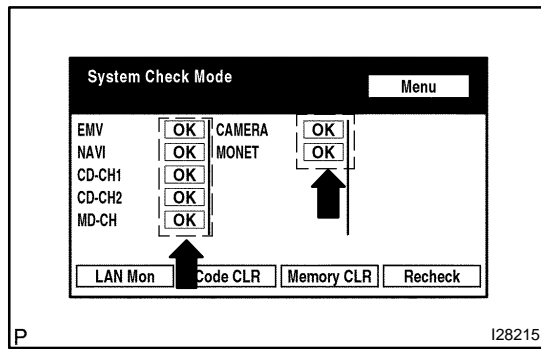 System Check Mode
Menu
EMV OK CAMERA OK
NAVI OK MONET OK
CD-CH1 OK
CD-CH2 OK
MD-CH OK
LAN Mon Code CLR Memory CLR Recheck
P I28215